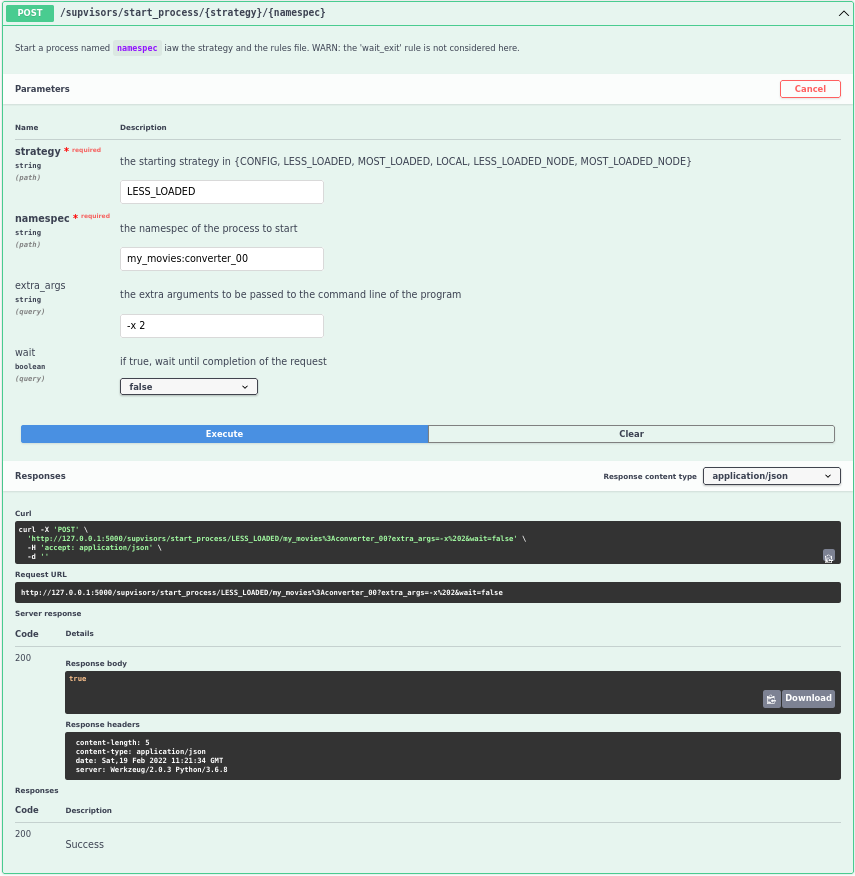 POST /supvisors/start_process/{strategy}/{namespec}
Start a process named namespec iaw the strategy and the rules file. WARN: the 'wait_exit' rule is not considered here.
Parameters Cancel
Name Description
strategy * required
string
(path)
the starting strategy in {CONFIG, LESS_LOADED, MOST_LOADED, LOCAL, LESS_LOADED_NODE, MOST_LOADED_NODE}
LESS_LOADED
namespec * required
string
(path)
the namespec of the process to start
my_movies:converter_00
extra_args
string
(query)
the extra arguments to be passed to the command line of the program
-x 2
wait
boolean
(query)
if true, wait until completion of the request
false
Execute Clear
Responses Response content type application/json
Curl
curl -X 'POST' \
'http://127.0.0.1:5000/supvisors/start_process/LESS_LOADED/my_movies%3Aconverter_00?extra_args=-x%202&wait=false' \
-H 'accept: application/json' \
-d ''
Request URL
http://127.0.0.1:5000/supvisors/start_process/LESS_LOADED/my_movies%3Aconverter_00?extra_args=-x%202&wait=false
Server response
Code Details
200
Response body
true
Download
Response headers
content-length: 5
content-type: application/json
date: Sat,19 Feb 2022 11:21:34 GMT
server: Werkzeug/2.0.3 Python/3.6.8
Responses
Code Description
200
Success